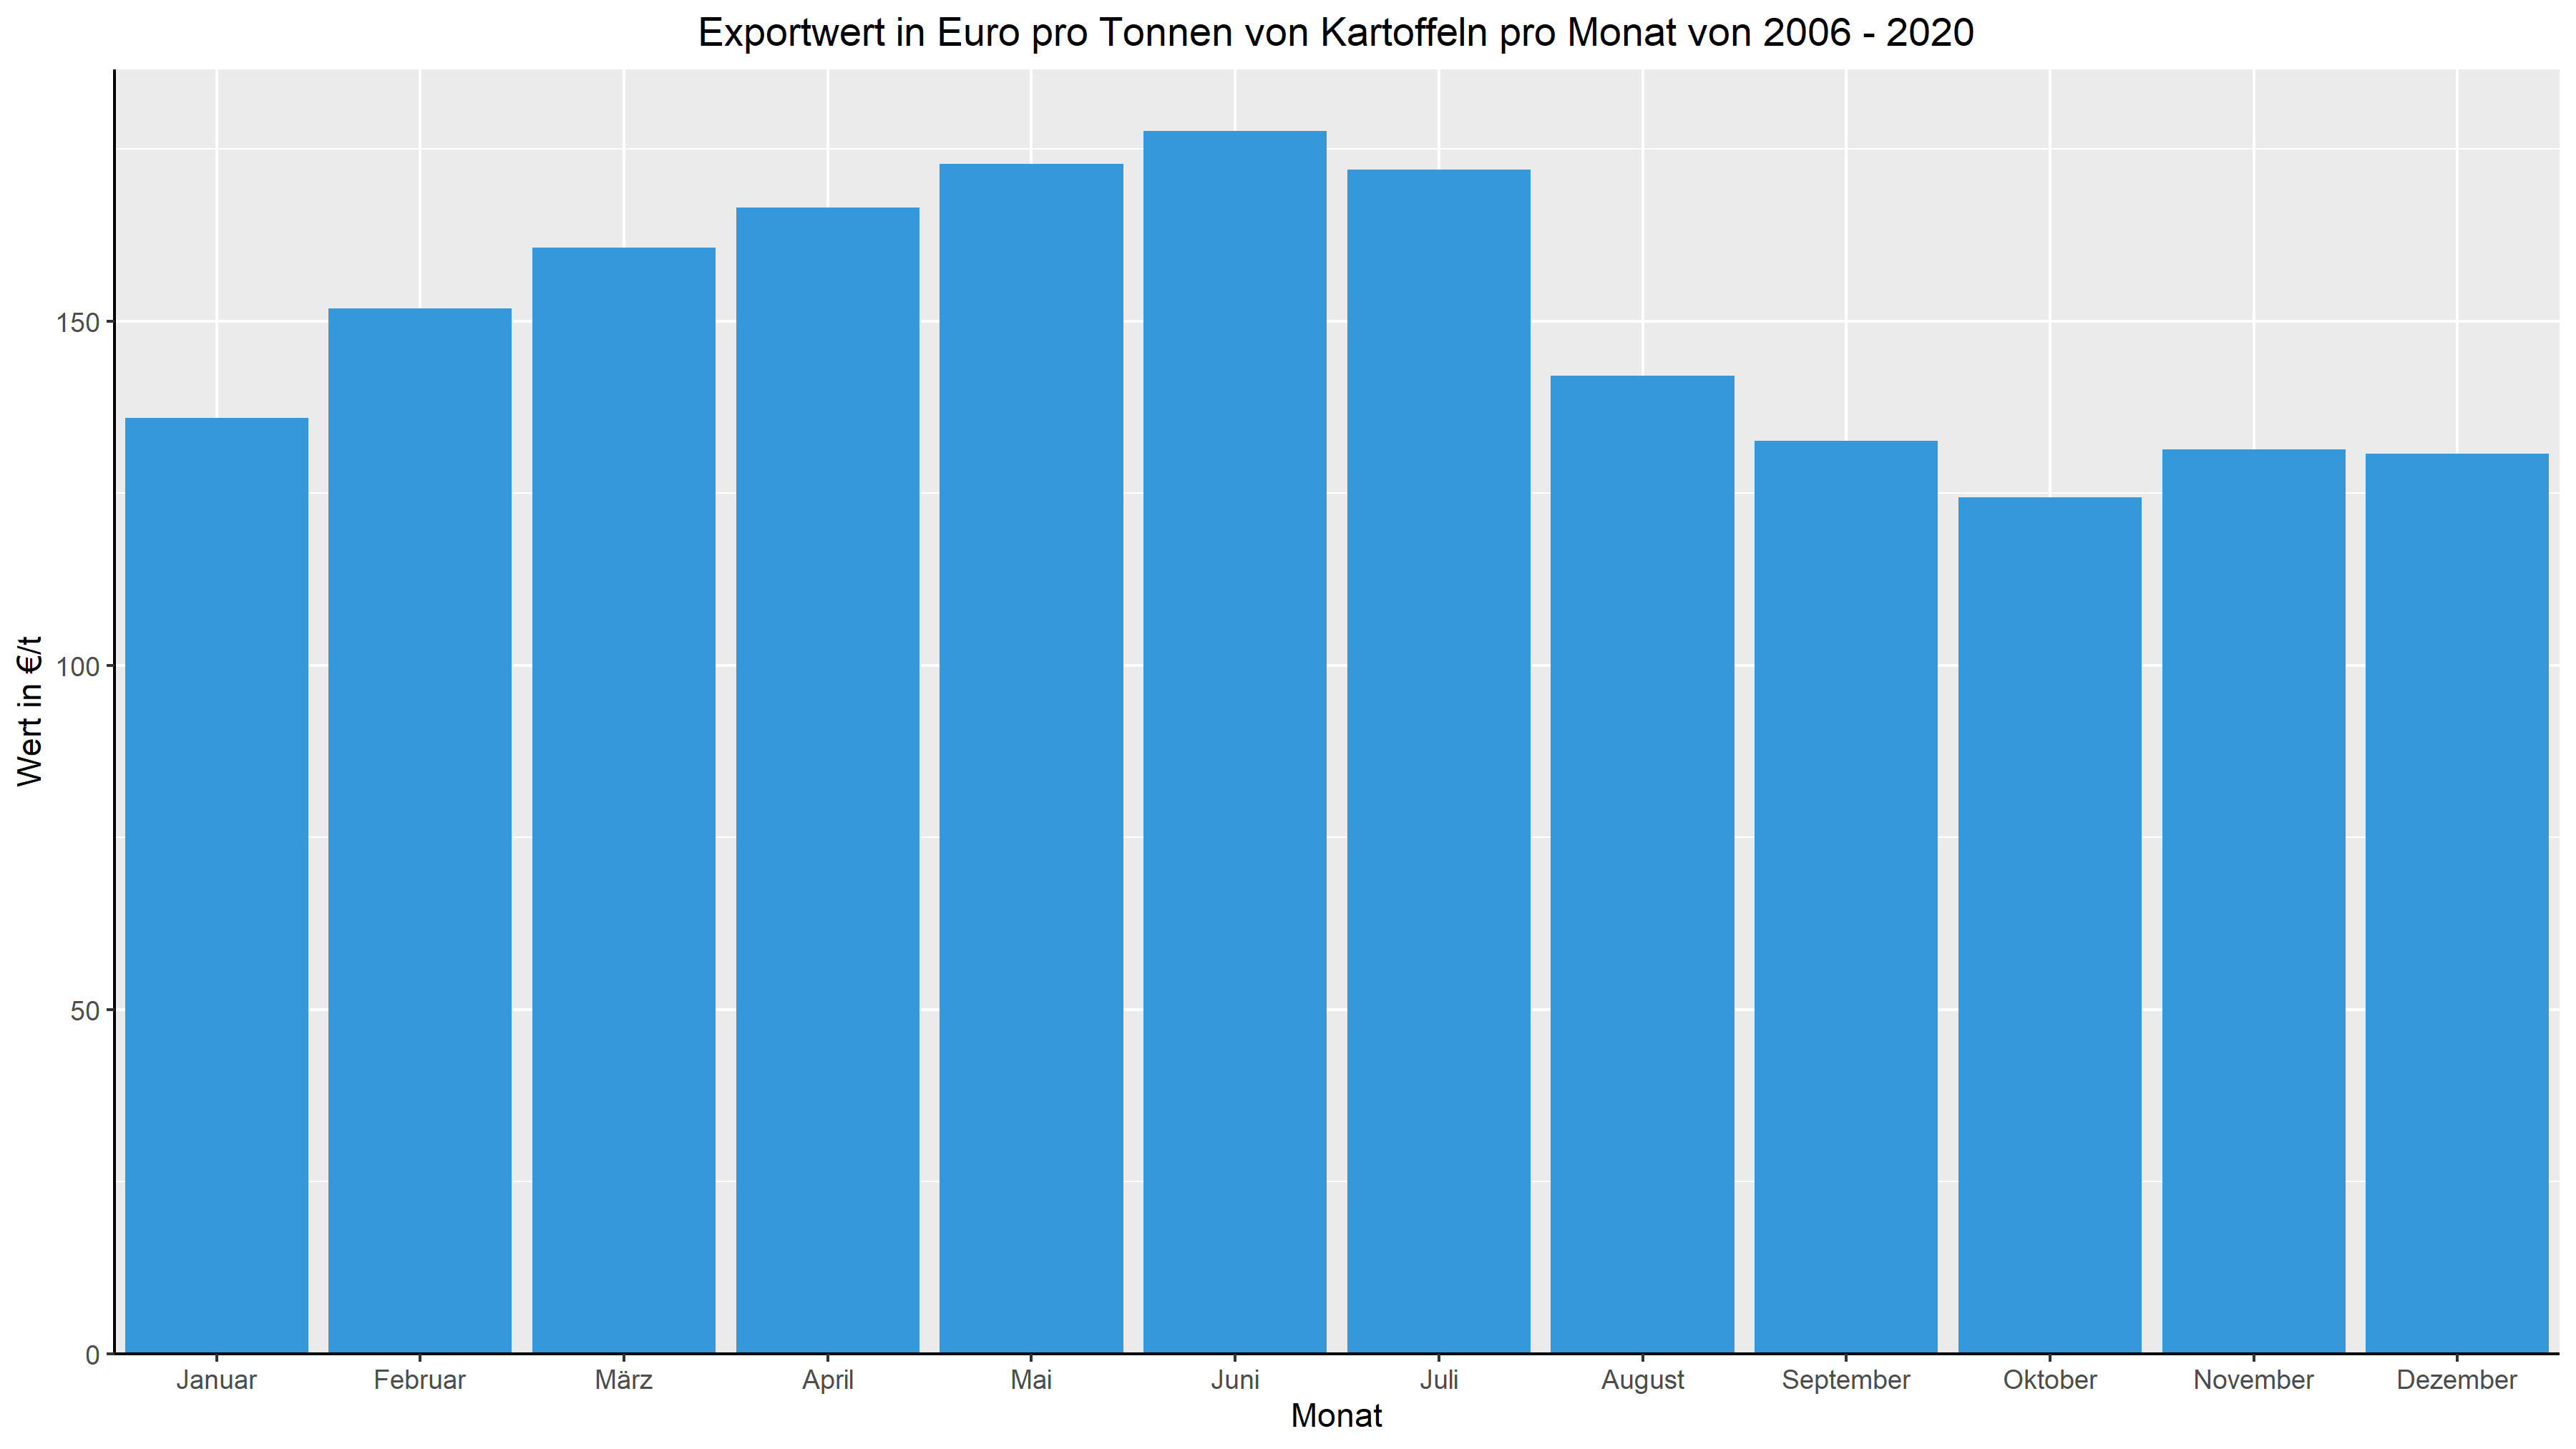 Exportwert in Euro pro Tonnen von Kartoffeln pro Monat von 2006 - 2020
Wert in €/t
150
100
50
0
Januar Februar März April Mai Juni Juli August September Oktober November Dezember
Monat